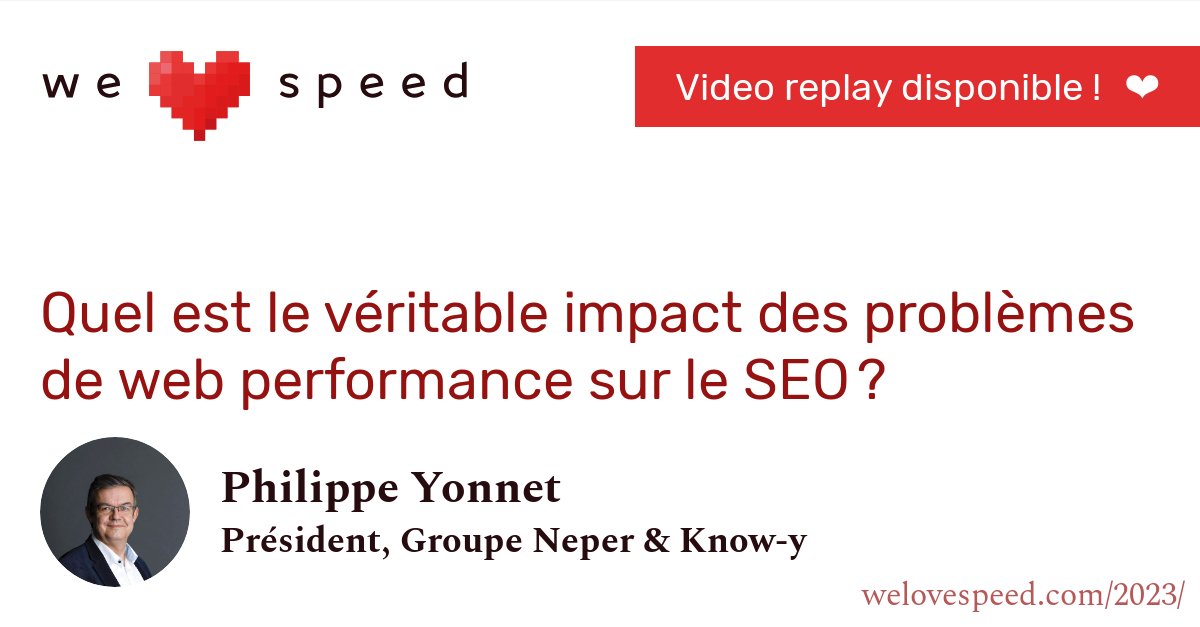 we speed
Video replay disponible ! ❤
Quel est le véritable impact des problèmes
de web performance sur le SEO ?
Philippe Yonnet
Président, Groupe Neper & Know-y
welovespeed.com/2023/